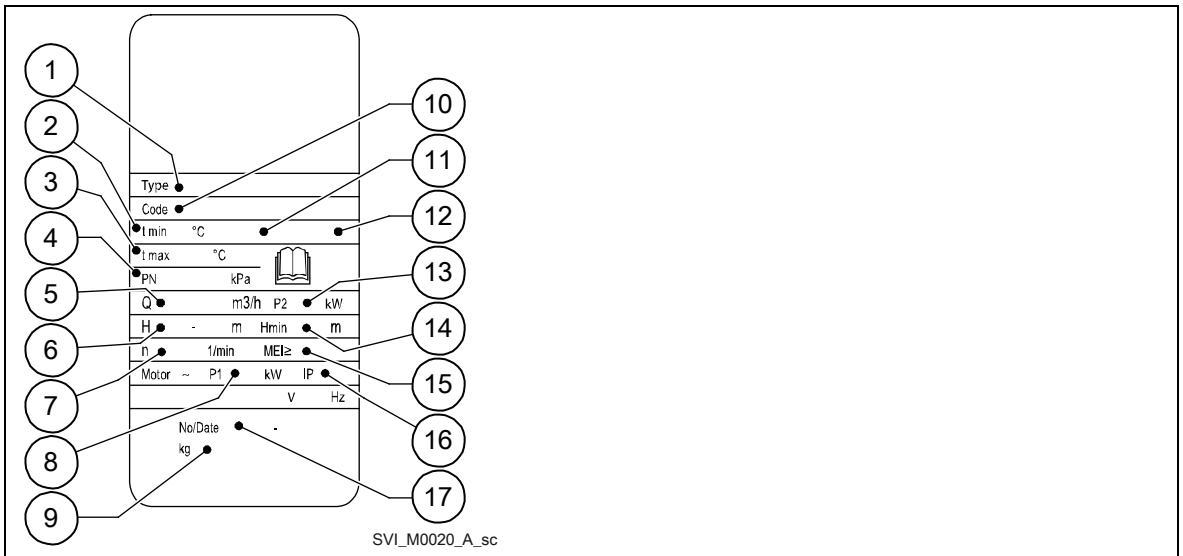 1
2
3
4
5
6
7
8
9
10
11
12
13
14
15
16
17
Type
Code
t min °C
t max °C
PN kPa
Q m3/h P2 kW
H - m Hmin m
n 1/min MEI≥
Motor ~ P1 kW IP
V Hz
No/Date -
kg
SVI_M0020_A_sc